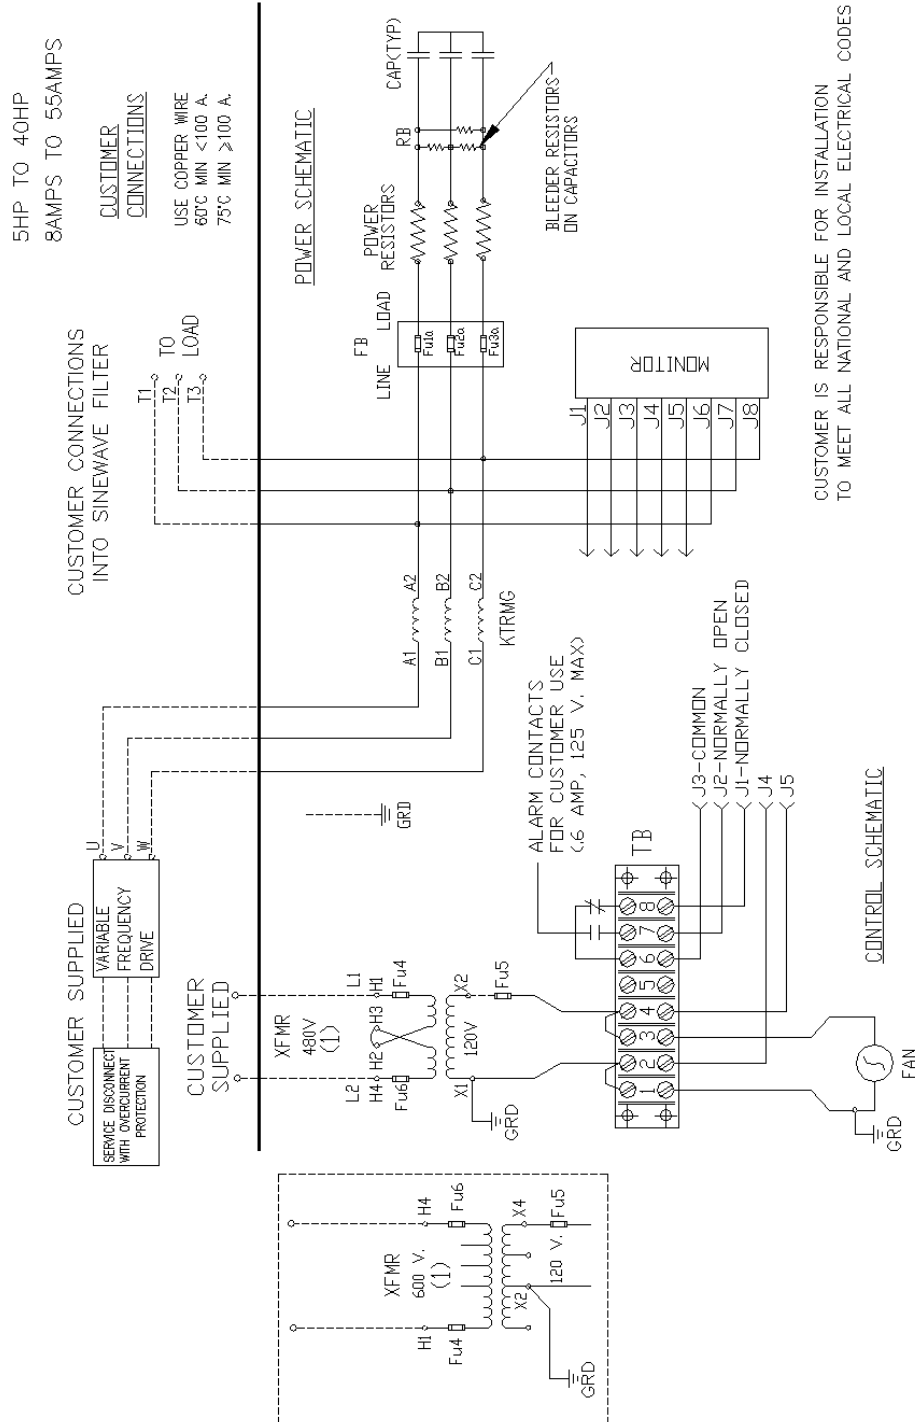 5HP TO 40HP
8AMPS TO 55AMPS
CUSTOMER
CONNECTIONS
USE COPPER WIRE
60°C MIN <100 A.
75°C MIN ≥100 A.
CUSTOMER CONNECTIONS
INTO SINEWAVE FILTER
T1
T2
T3
TO
LOAD
CUSTOMER SUPPLIED
SERVICE DISCONNECT
WITH OVERCURRENT
PROTECTION
VARIABLE
FREQUENCY
DRIVE
U
V
W
CUSTOMER
SUPPLIED
POWER SCHEMATIC
GRD
A1
A2
B1
B2
C1
C2
KTRMG
FB
LINE
LOAD
Fu1a
Fu2a
Fu3a
POWER
RESISTORS
RB
CAP(TYP)
BLEEDER RESISTORS-
ON CAPACITORS
MONITOR
J1
J2
J3
J4
J5
J6
J7
J8
XFMR
480V
(1)
L2
L1
H4
H2
H3
H1
Fu6
Fu4
X1
120V
X2
Fu5
GRD
ALARM CONTACTS
FOR CUSTOMER USE
(.6 AMP, 125 V. MAX)
TB
1
2
3
4
5
6
7
8
J3-COMMON
J2-NORMALLY OPEN
J1-NORMALLY CLOSED
J4
J5
GRD
FAN
CONTROL SCHEMATIC
CUSTOMER IS RESPONSIBLE FOR INSTALLATION
TO MEET ALL NATIONAL AND LOCAL ELECTRICAL CODES
XFMR
600 V.
(1)
H1
H4
Fu4
Fu6
X2
120 V.
X4
Fu5
GRD